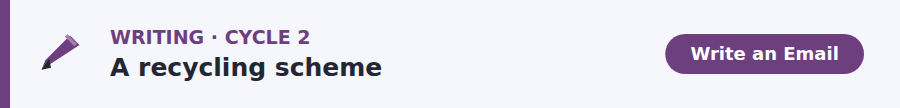 WRITING · CYCLE 2
A recycling scheme
Write an Email